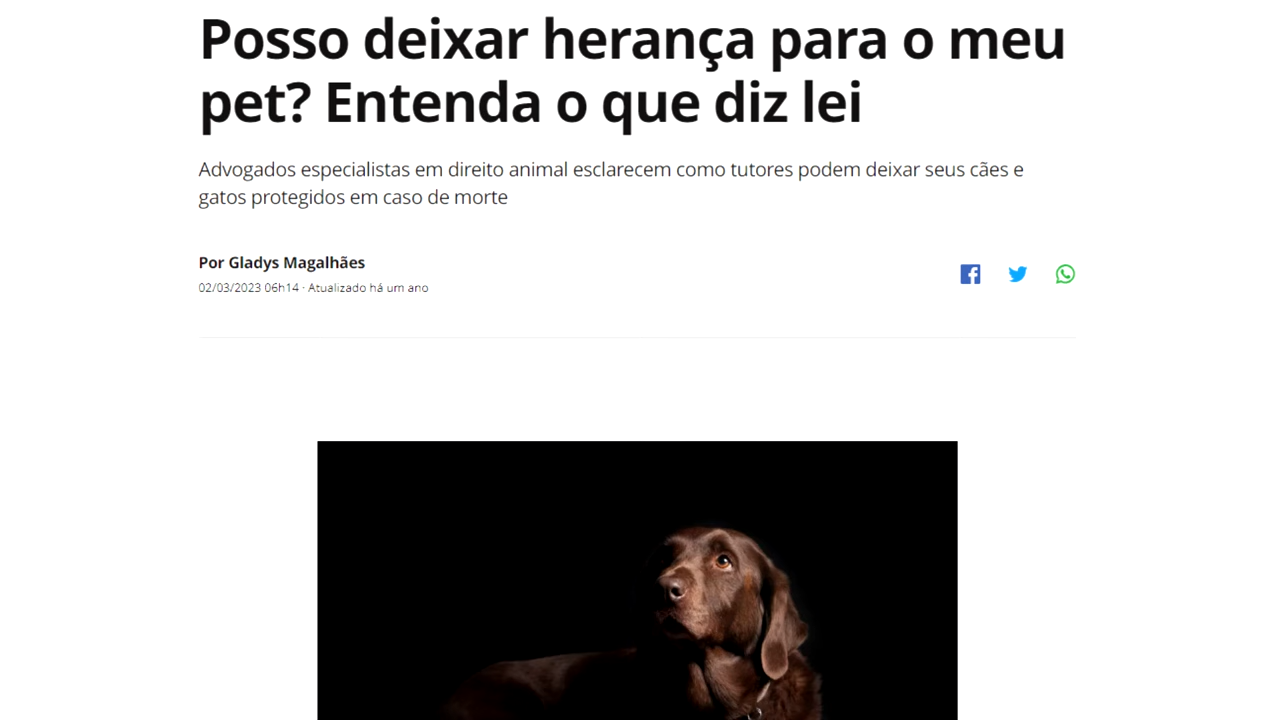 Posso deixar herança para o meu
pet? Entenda o que diz lei
Advogados especialistas em direito animal esclarecem como tutores podem deixar seus cães e
gatos protegidos em caso de morte
Por Gladys Magalhães
02/03/2023 06h14 · Atualizado há um ano